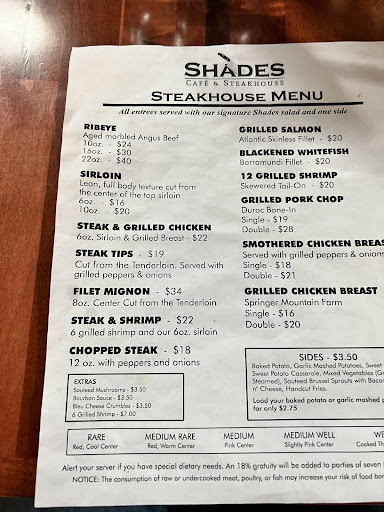 SHADES
CAFÉ & STEAKHOUSE
STEAKHOUSE MENU
All entrees served with our signature Shades salad and one side
RIBEYE
Aged marbled Angus Beef
10oz. - $24
16oz. - $30
22oz. - $40
SIRLOIN
Lean, full body texture cut from
the center of the top sirloin
6oz. - $16
10oz. - $20
STEAK & GRILLED CHICKEN
6oz. Sirloin & Grilled Breast - $22
STEAK TIPS - $19
Cut from the Tenderloin. Served with
grilled peppers & onions
FILET MIGNON - $34
8oz. Center Cut from the Tenderloin
STEAK & SHRIMP - $22
6 grilled shrimp and our 6oz. sirloin
CHOPPED STEAK - $18
12 oz. with peppers and onions
EXTRAS
Sauteed Mushrooms - $3.50
Bourbon Sauce - $3.50
Bleu Cheese Crumbles - $3.50
6 Grilled Shrimp - $7.00
GRILLED SALMON
Atlantic Skinless Fillet - $20
BLACKENED WHITEFISH
Barramundi Fillet - $20
12 GRILLED SHRIMP
Skewered Tail-On - $20
GRILLED PORK CHOP
Duroc Bone-In
Single - $19
Double - $28
SMOTHERED CHICKEN BREAS
Served with grilled peppers & onions
Single - $18
Double - $21
GRILLED CHICKEN BREAST
Springer Mountain Farm
Single - $16
Double - $20
SIDES - $3.50
Baked Potato, Garlic Mashed Potatoes, Sweet
Sweet Potato Casserole, Mixed Vegetables (G
Steamed), Sauteed Brussel Sprouts with Bacon
n' Cheese, Handcut Fries
Load your baked potato or garlic mashed p
for only $2.75
RARE
Red, Cool Center
MEDIUM RARE
Red, Warm Center
MEDIUM
Pink Center
MEDIUM WELL
Slightly Pink Center
WE
Cooked Th
Alert your server if you have special dietary needs. An 18% gratuity will be added to parties of seven
NOTICE: The consumption of raw or undercooked meat, poultry, or fish may increase your risk of food bor